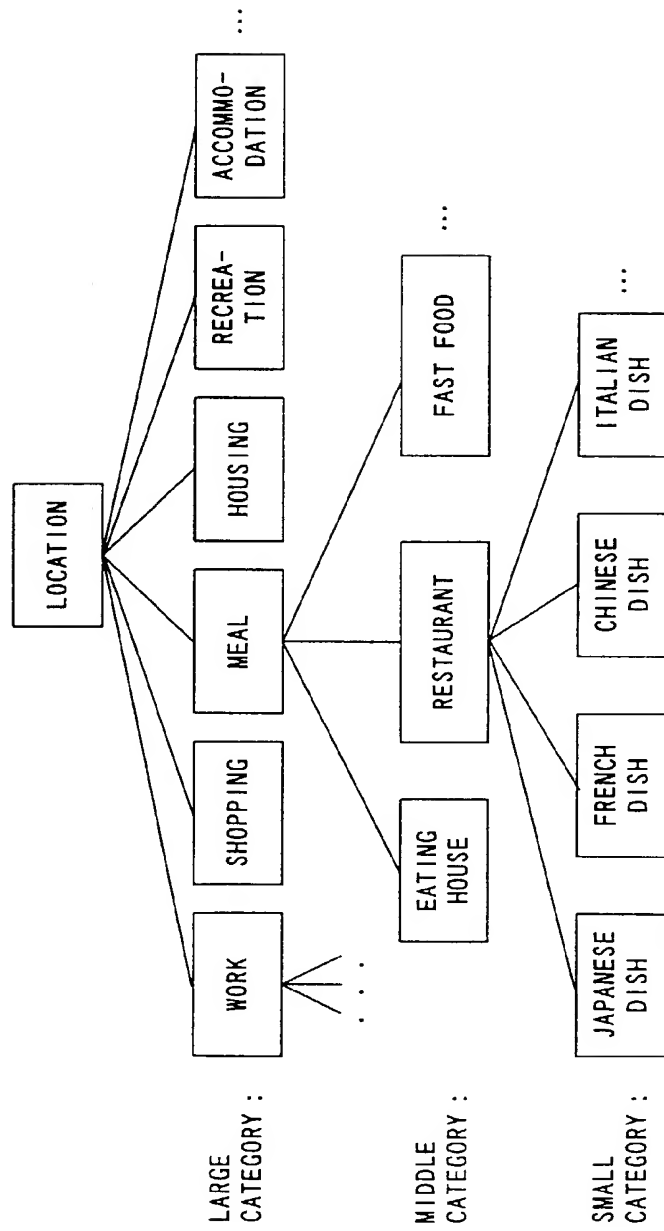 LOCATION
LARGE
CATEGORY:
WORK
SHOPPING
MEAL
HOUSING
RECREA-
TION
ACCOMMO-
DATION
...
. . .
MIDDLE
CATEGORY:
EATING
HOUSE
RESTAURANT
FAST FOOD
...
SMALL
CATEGORY:
JAPANESE
DISH
FRENCH
DISH
CHINESE
DISH
ITALIAN
DISH
...